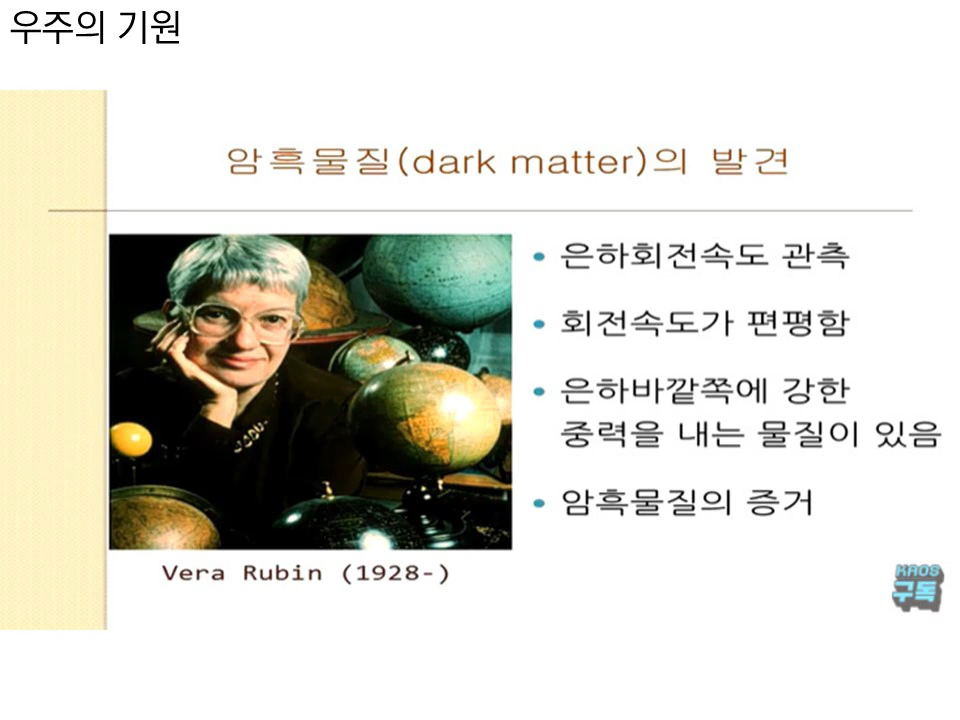 우주의 기원
암흑물질(dark matter)의 발견
• 은하회전속도 관측
• 회전속도가 편평함
• 은하바깥쪽에 강한
중력을 내는 물질이 있음
• 암흑물질의 증거
Vera Rubin (1928-)
KAOS
구독